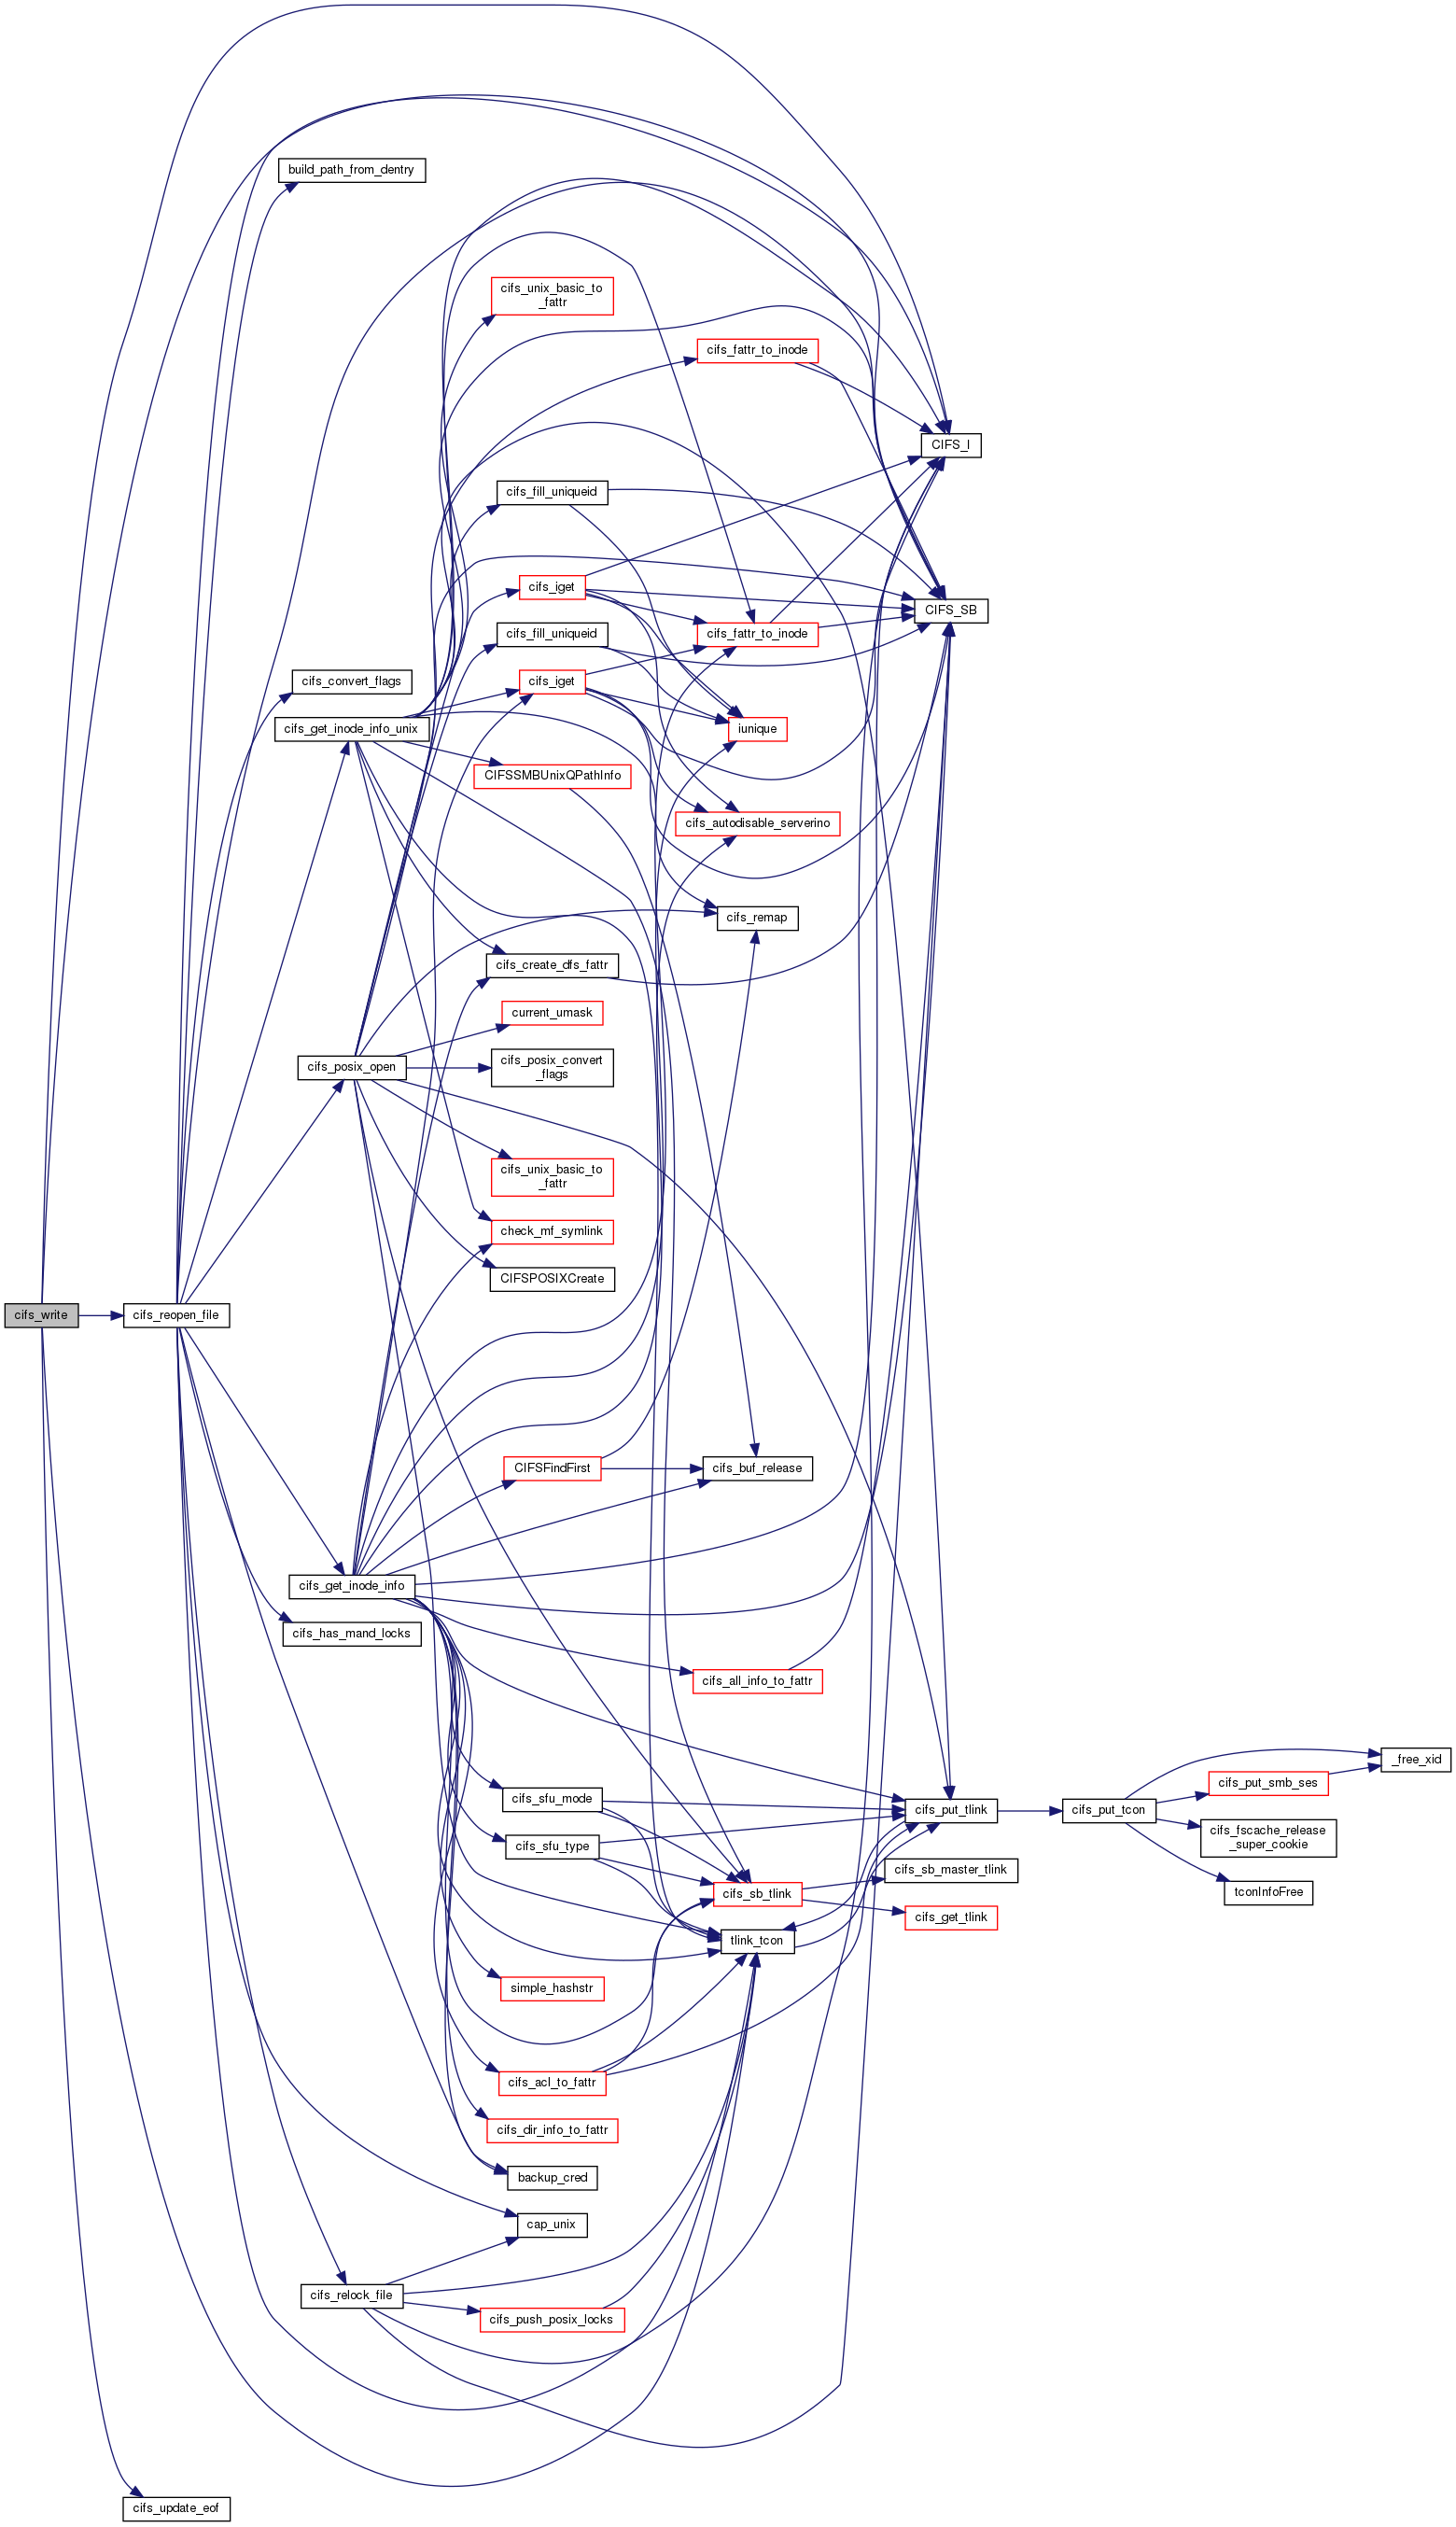 build_path_from_dentry
cifs_unix_basic_to
_fattr
cifs_fattr_to_inode
CIFS_I
cifs_fill_uniqueid
cifs_iget
CIFS_SB
cifs_fill_uniqueid
cifs_fattr_to_inode
cifs_convert_flags
cifs_iget
cifs_get_inode_info_unix
iunique
CIFSSMBUnixQPathInfo
cifs_autodisable_serverino
cifs_remap
cifs_create_dfs_fattr
current_umask
cifs_posix_open
cifs_posix_convert
_flags
cifs_unix_basic_to
_fattr
check_mf_symlink
CIFSPOSIXCreate
cifs_write
cifs_reopen_file
CIFSFindFirst
cifs_buf_release
cifs_get_inode_info
cifs_has_mand_locks
cifs_all_info_to_fattr
_free_xid
cifs_put_smb_ses
cifs_sfu_mode
cifs_put_tlink
cifs_put_tcon
cifs_fscache_release
_super_cookie
cifs_sfu_type
cifs_sb_master_tlink
cifs_sb_tlink
tconInfoFree
cifs_get_tlink
tlink_tcon
simple_hashstr
cifs_acl_to_fattr
cifs_dir_info_to_fattr
backup_cred
cap_unix
cifs_relock_file
cifs_push_posix_locks
cifs_update_eof